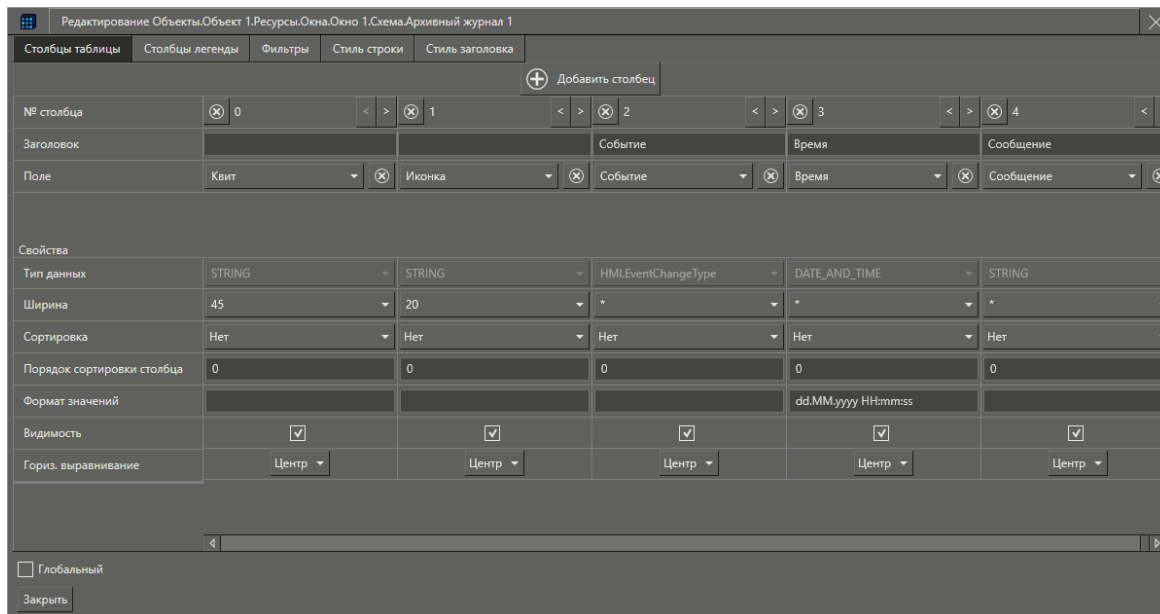 Редактирование Объекты.Объект 1.Ресурсы.Окна.Окно 1.Схема.Архивный журнал 1
Столбцы таблицы Столбцы легенды Фильтры Стиль строки Стиль заголовка
Добавить столбец
№ столбца 0 < > 1 < > 2 < > 3 < > 4 <
Заголовок Событие Время Сообщение
Поле Квит Иконка Событие Время Сообщение
Свойства
Тип данных STRING STRING HMI.EventChangeType DATE_AND_TIME STRING
Ширина 45 20 * * *
Сортировка Нет Нет Нет Нет Нет
Порядок сортировки столбца 0 0 0 0 0
Формат значений dd.MM.yyyy HH:mm:ss
Видимость
Гориз. выравнивание Центр Центр Центр Центр Центр
Глобальный
Закрыть